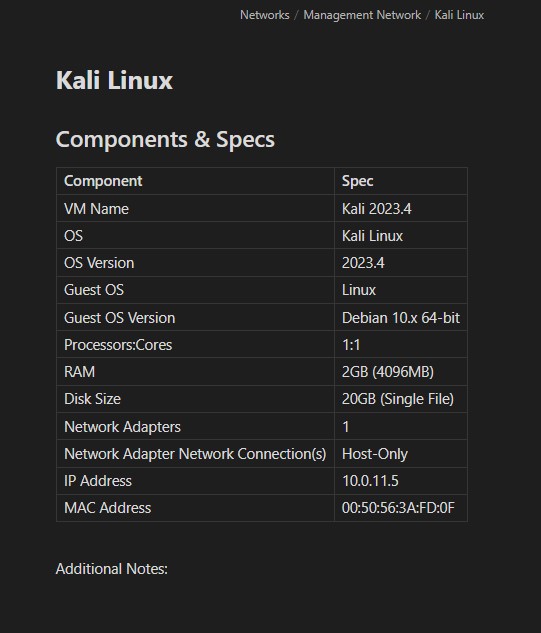 Networks / Management Network / Kali Linux
Kali Linux
Components & Specs
Component Spec
VM Name Kali 2023.4
OS Kali Linux
OS Version 2023.4
Guest OS Linux
Guest OS Version Debian 10.x 64-bit
Processors:Cores 1:1
RAM 2GB (4096MB)
Disk Size 20GB (Single File)
Network Adapters 1
Network Adapter Network Connection(s) Host-Only
IP Address 10.0.11.5
MAC Address 00:50:56:3A:FD:0F
Additional Notes: